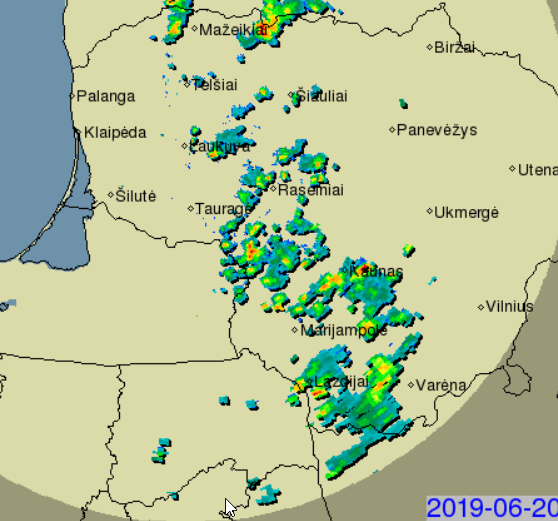 Mažeikiai
Biržai
Telšiai
Palanga
Šiauliai
Klaipėda
Panevėžys
Laukuva
Utena
Šilutė
Raseiniai
Tauragė
Ukmergė
Kaunas
Vilnius
Marijampolė
Lazdijai
Varėna
2019-06-20